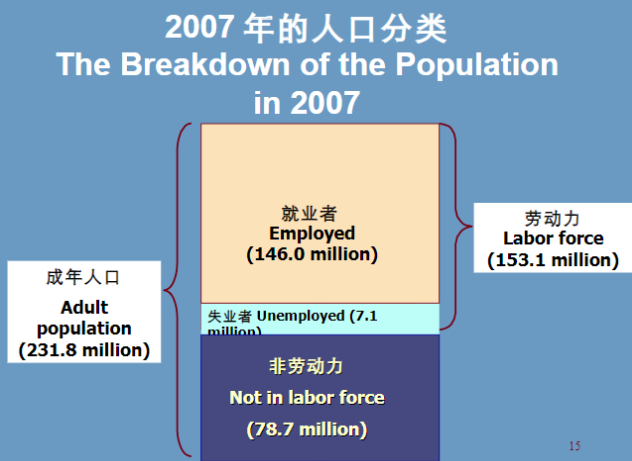 2007 年的人口分类
The Breakdown of the Population
in 2007
就业者
Employed
(146.0 million)
劳动力
Labor force
(153.1 million)
成年人口
Adult
population
(231.8 million)
失业者 Unemployed (7.1
million)
非劳动力
Not in labor force
(78.7 million)
15